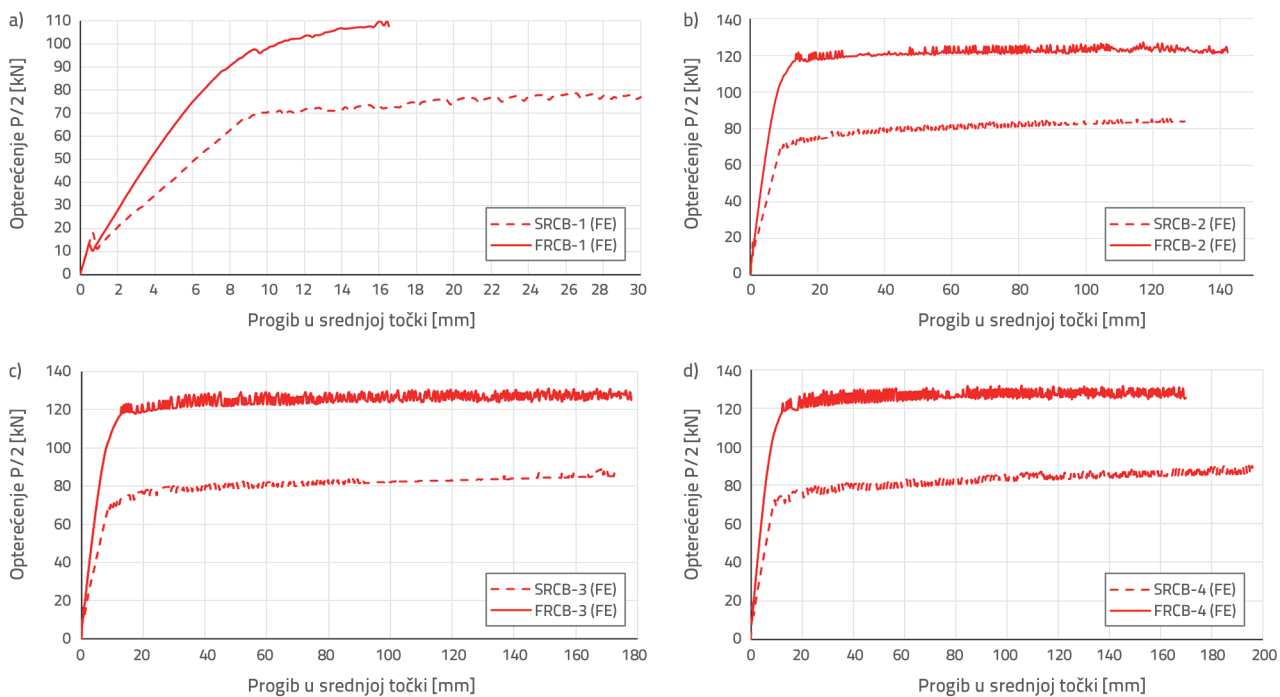 a)
Opterećenje P/2 [kN]
110
100
90
80
70
60
50
40
30
20
10
0
0 2 4 6 8 10 12 14 16 18 20 22 24 26 28 30
SRCB-1 (FE)
FRCB-1 (FE)
Progib u srednjoj točki [mm]
b)
Opterećenje P/2 [kN]
140
120
100
80
60
40
20
0
0 20 40 60 80 100 120 140
SRCB-2 (FE)
FRCB-2 (FE)
Progib u srednjoj točki [mm]
c)
Opterećenje P/2 [kN]
140
120
100
80
60
40
20
0
0 20 40 60 80 100 120 140 160 180
SRCB-3 (FE)
FRCB-3 (FE)
Progib u srednjoj točki [mm]
d)
Opterećenje P/2 [kN]
140
120
100
80
60
40
20
0
0 20 40 60 80 100 120 140 160 180 200
SRCB-4 (FE)
FRCB-4 (FE)
Progib u srednjoj točki [mm]